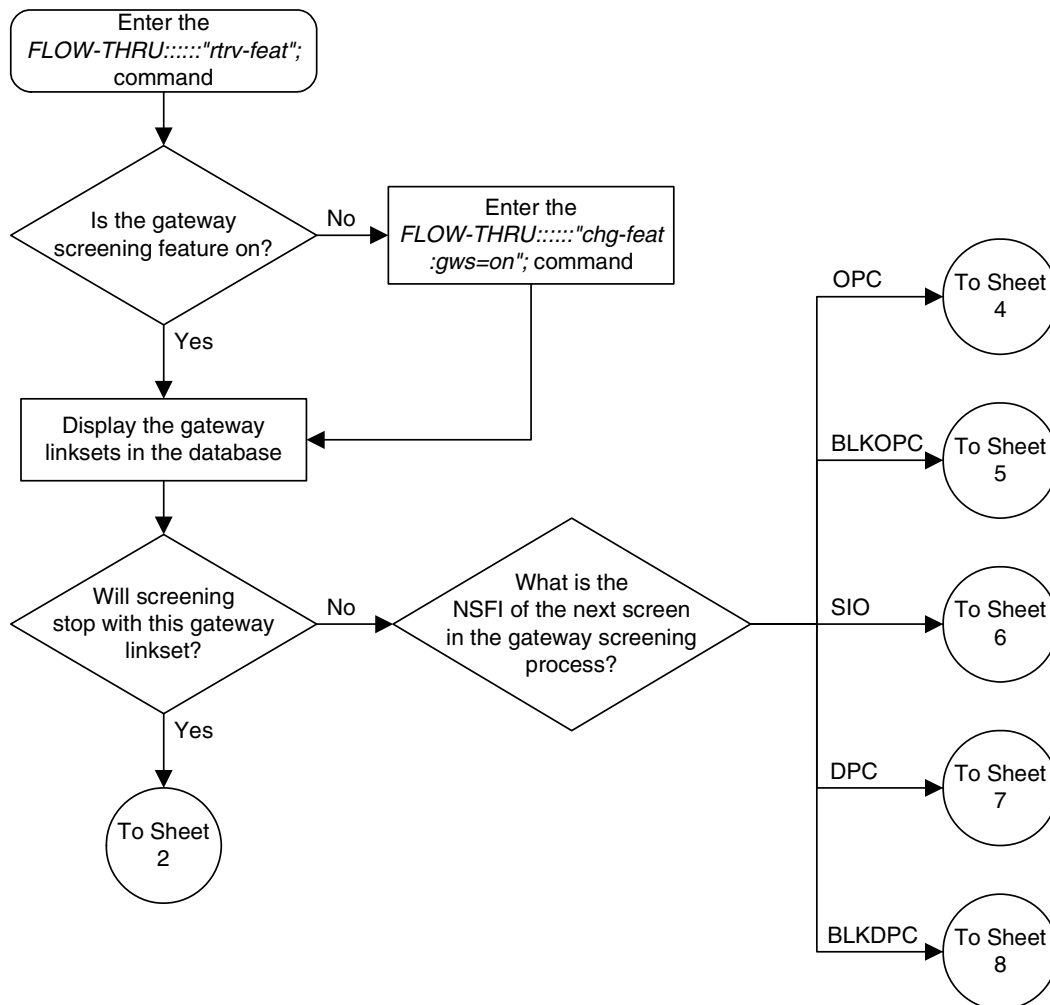 Enter the
FLOW-THRU::::::"rtrv-feat";
command
Is the gateway
screening feature on?
No
Enter the
FLOW-THRU::::::"chg-feat
:gws=on"; command
Yes
Display the gateway
linksets in the database
Will screening
stop with this gateway
linkset?
No
What is the
NSFI of the next screen
in the gateway screening
process?
Yes
To Sheet
2
OPC
To Sheet
4
BLKOPC
To Sheet
5
SIO
To Sheet
6
DPC
To Sheet
7
BLKDPC
To Sheet
8